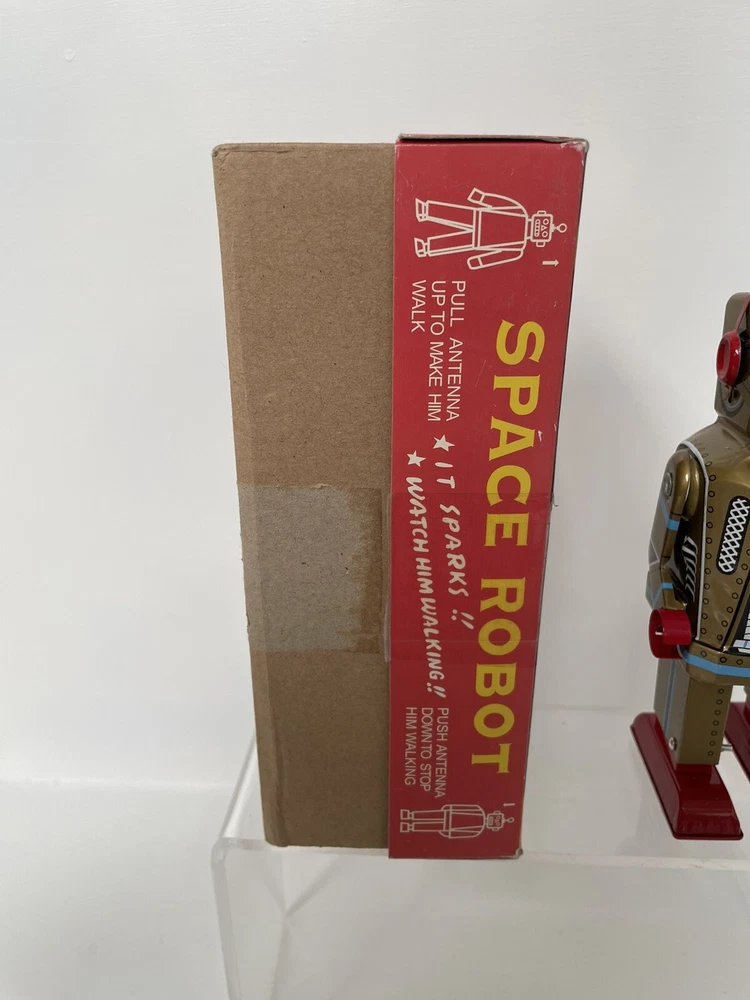 SPACE ROBOT
PULL ANTENNA
UP TO MAKE HIM
WALK
★ IT SPARKS !!
★ WATCH HIM WALKING !!
PUSH ANTENNA
DOWN TO STOP
HIM WALKING